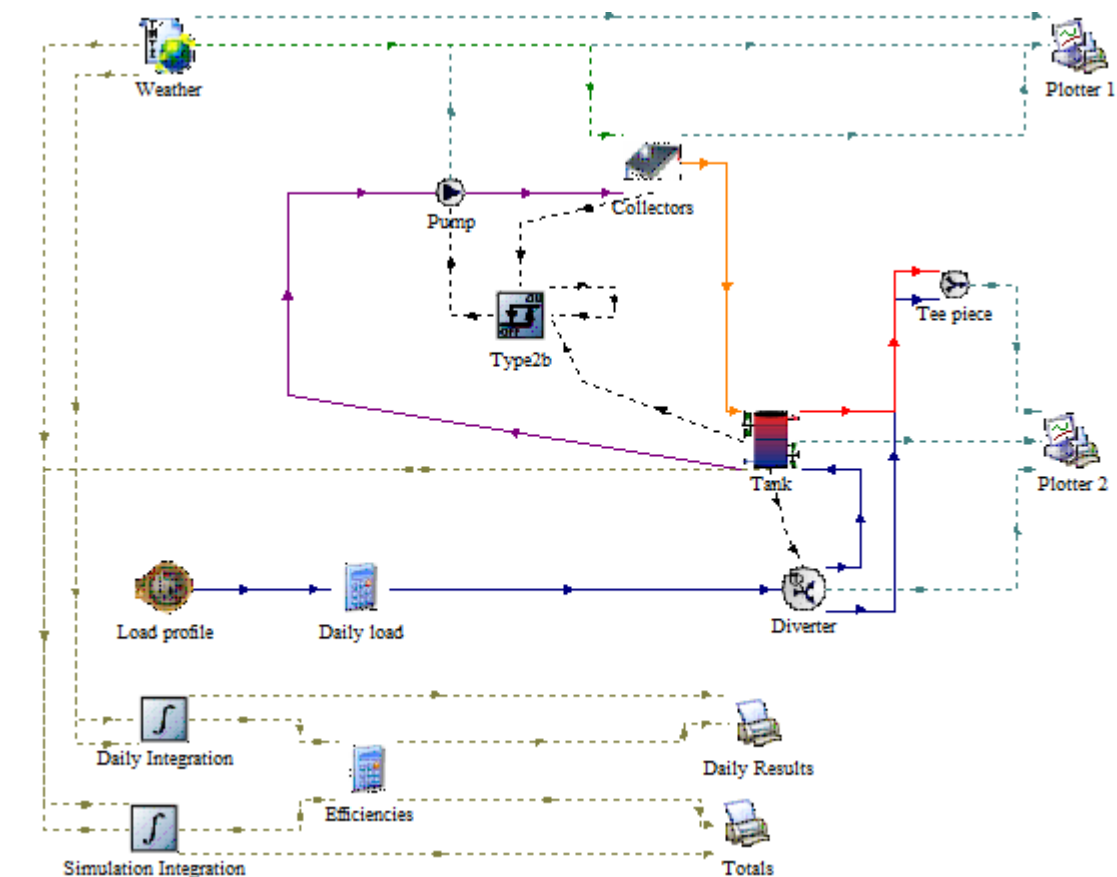 Weather
Plotter 1
Collectors
Pump
Tee piece
Type2b
Tank
Plotter 2
Load profile
Daily load
Diverter
Daily Integration
Daily Results
Efficiencies
Simulation Integration
Totals